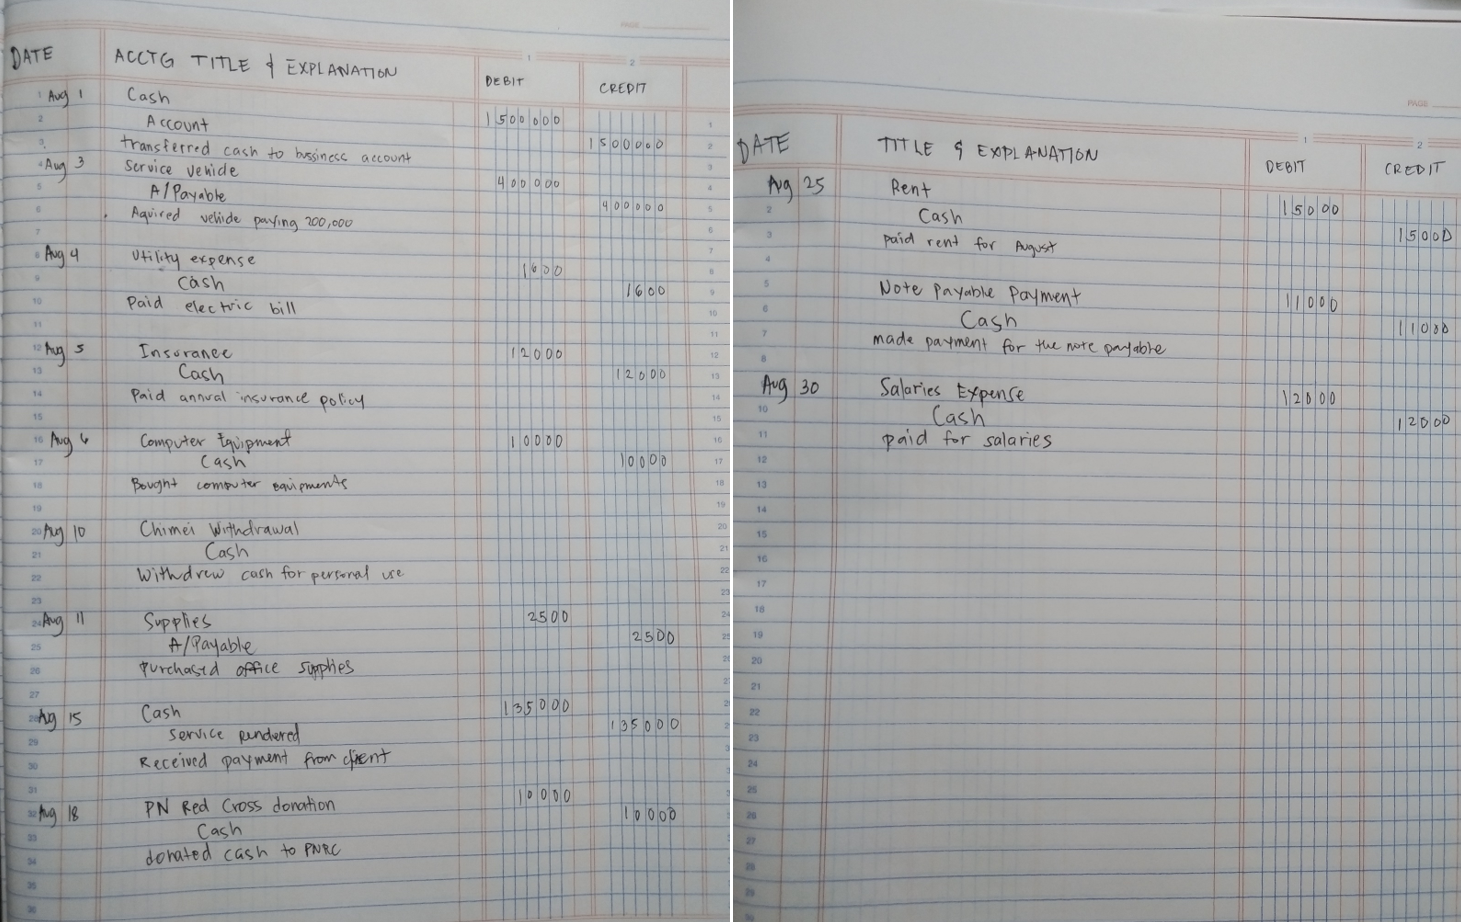 PAGE
DATE ACCTG TITLE & EXPLANATION DEBIT CREDIT
1 2
Aug 1 Cash 1500000
Account 1500000
transferred cash to bussiness account
Aug 3 Service vehicle 400000
A/Payable 400000
Aquired vehicle paying 200,000
Aug 4 Utility expense 1600
Cash 1600
Paid electric bill
Aug 5 Insurance 12000
Cash 12000
Paid annual insurance policy
Aug 6 Computer Equipment 10000
Cash 10000
Bought computer equipments
Aug 10 Chimei Withdrawal
Cash
Withdrew cash for personal use
Aug 11 Supplies 2500
A/Payable 2500
Purchased office supplies
Aug 15 Cash 135000
Service rendered 135000
Received payment from client
Aug 18 PN Red Cross donation 10000
Cash 10000
donated cash to PNRC
PAGE
1 2
DATE TITLE & EXPLANATION DEBIT CREDIT
Aug 25 Rent 15000
Cash 15000
paid rent for August
Note Payable Payment 11000
Cash 11000
made payment for the note payable
Aug 30 Salaries Expense 12000
Cash 12000
paid for salaries